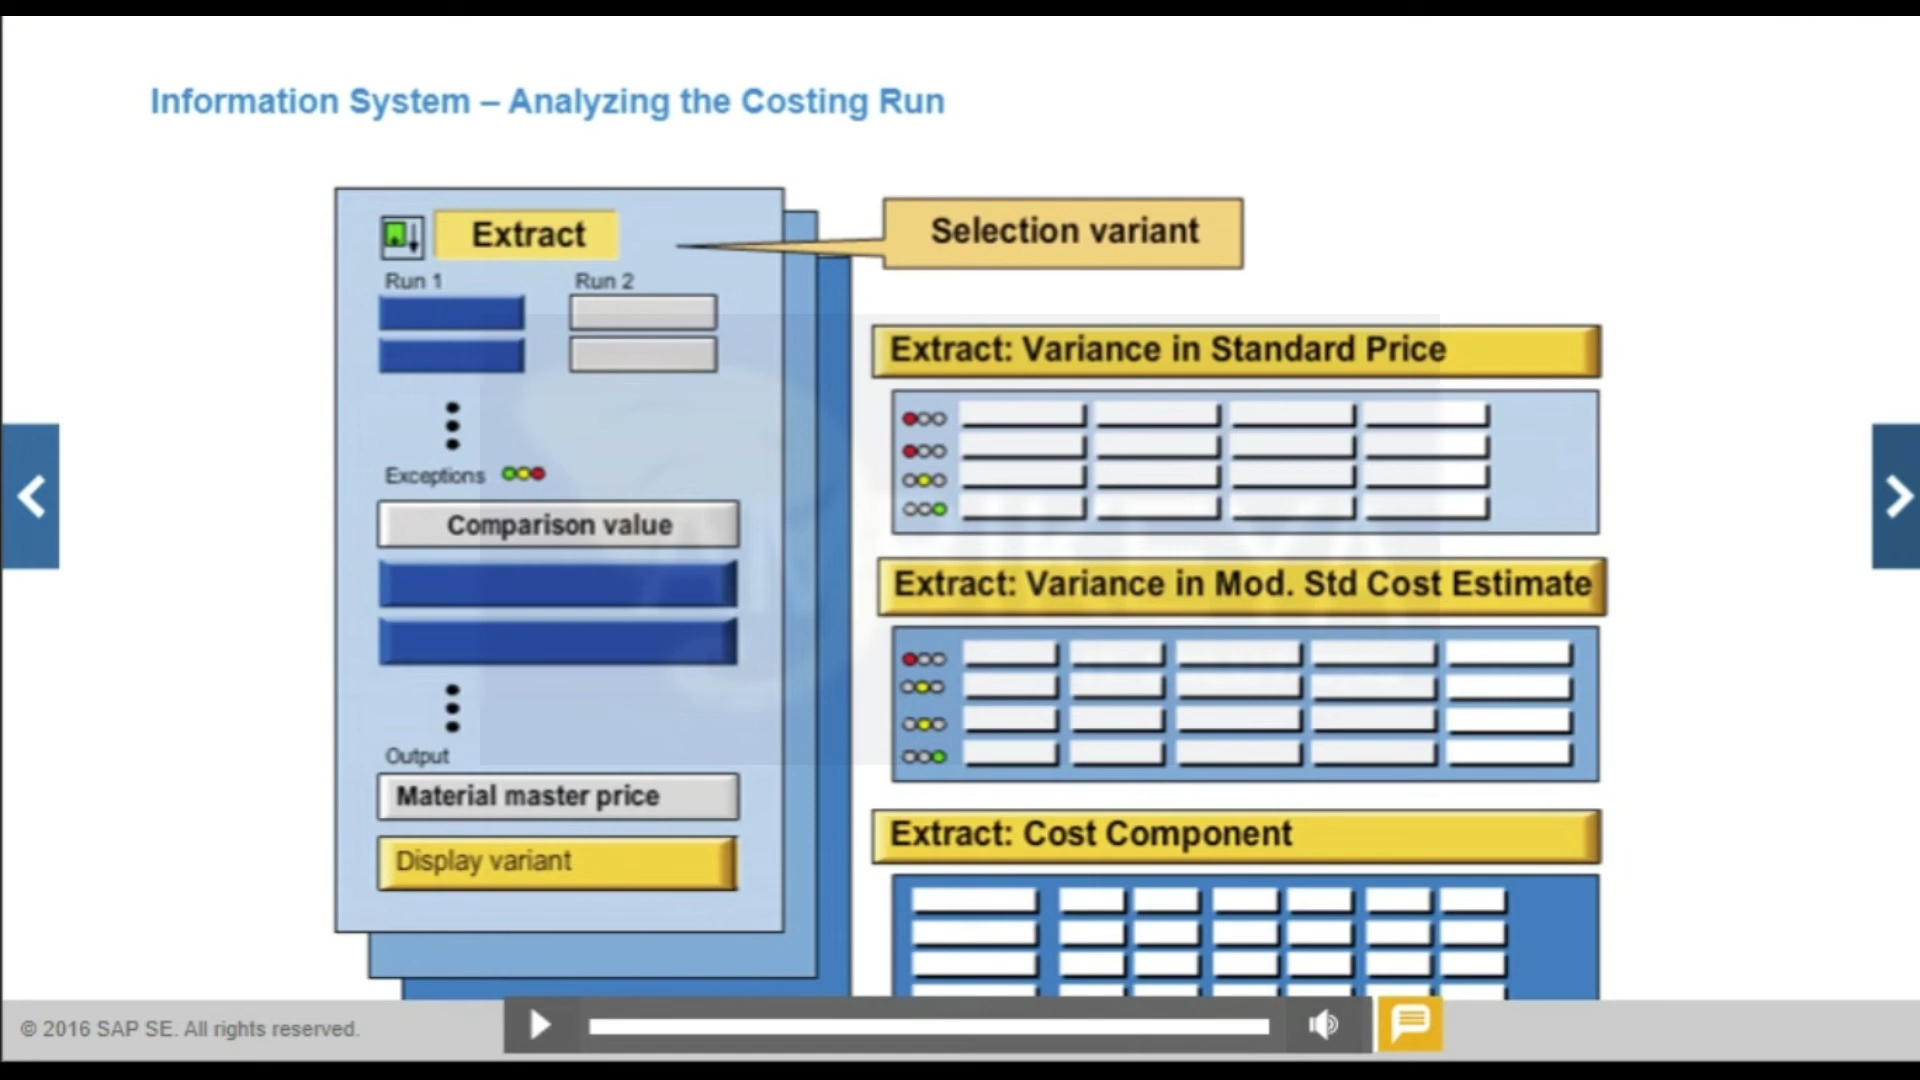 Information System – Analyzing the Costing Run
Extract
Selection variant
Run 1
Run 2
Exceptions
Comparison value
Output
Material master price
Display variant
Extract: Variance in Standard Price
Extract: Variance in Mod. Std Cost Estimate
Extract: Cost Component
© 2016 SAP SE. All rights reserved.